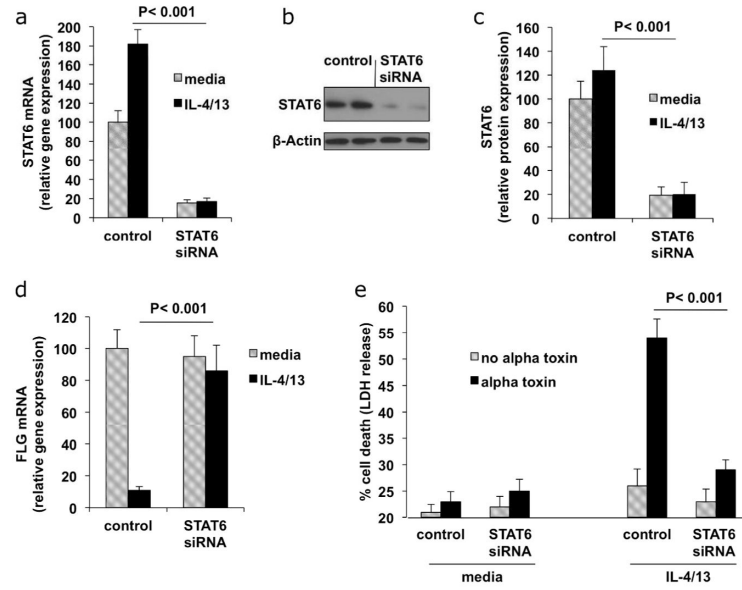 a
P< 0.001
STAT6 mRNA
(relative gene expression)
200
180
160
140
120
100
80
60
40
20
0
media
IL-4/13
control
STAT6
siRNA
b
control
STAT6
siRNA
STAT6
β-Actin
c
P< 0.001
STAT6
(relative protein expression)
160
140
120
100
80
60
40
20
0
media
IL-4/13
control
STAT6
siRNA
d
P< 0.001
FLG mRNA
(relative gene expression)
120
100
80
60
40
20
0
media
IL-4/13
control
STAT6
siRNA
e
P< 0.001
% cell death (LDH release)
60
55
50
45
40
35
30
25
20
no alpha toxin
alpha toxin
control
STAT6
siRNA
control
STAT6
siRNA
media
IL-4/13